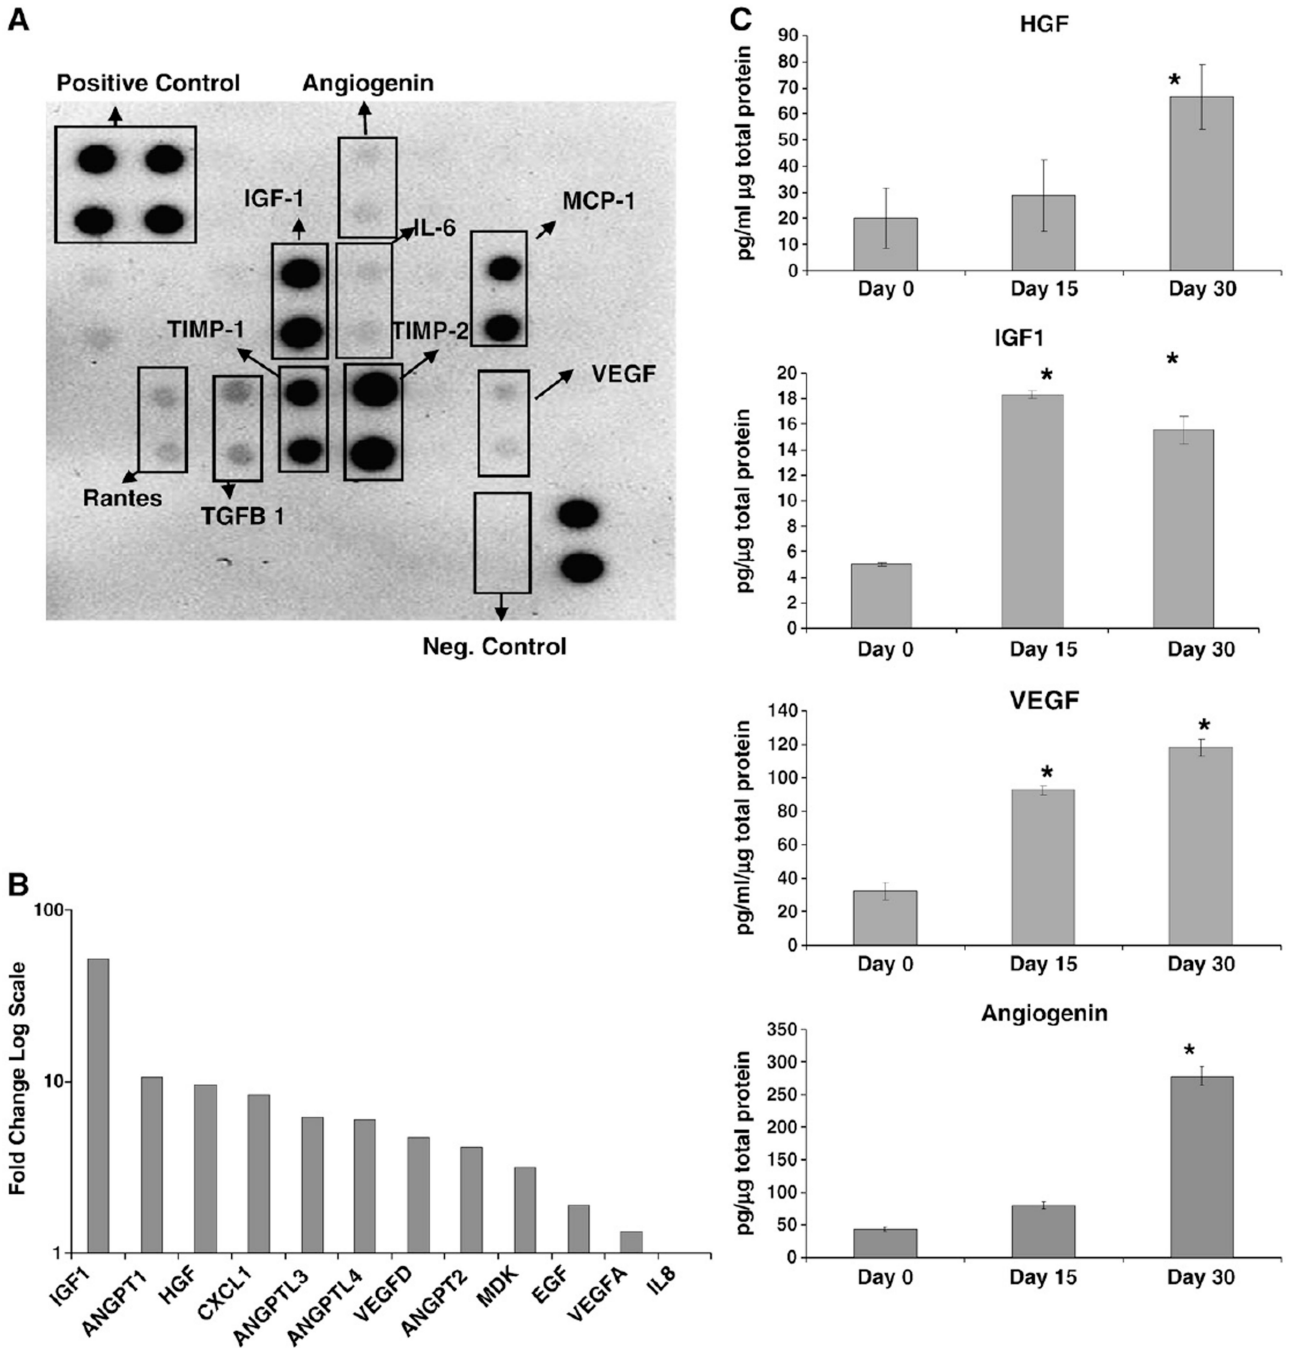 A
Positive Control
Angiogenin
IGF-1
MCP-1
IL-6
TIMP-1
TIMP-2
VEGF
Rantes
TGFB 1
Neg. Control
B
Fold Change Log Scale
100
10
1
IGF1
ANGPT1
HGF
CXCL1
ANGPTL3
ANGPTL4
VEGFD
ANGPT2
MDK
EGF
VEGFA
IL8
C
HGF
pg/ml µg total protein
90
80
70
60
50
40
30
20
10
0
*
Day 0 Day 15 Day 30
IGF1
pg/µg total protein
20
18
16
14
12
10
8
6
4
2
0
* *
Day 0 Day 15 Day 30
VEGF
pg/ml/µg total protein
140
120
100
80
60
40
20
0
* *
Day 0 Day 15 Day 30
Angiogenin
pg/µg total protein
350
300
250
200
150
100
50
0
*
Day 0 Day 15 Day 30